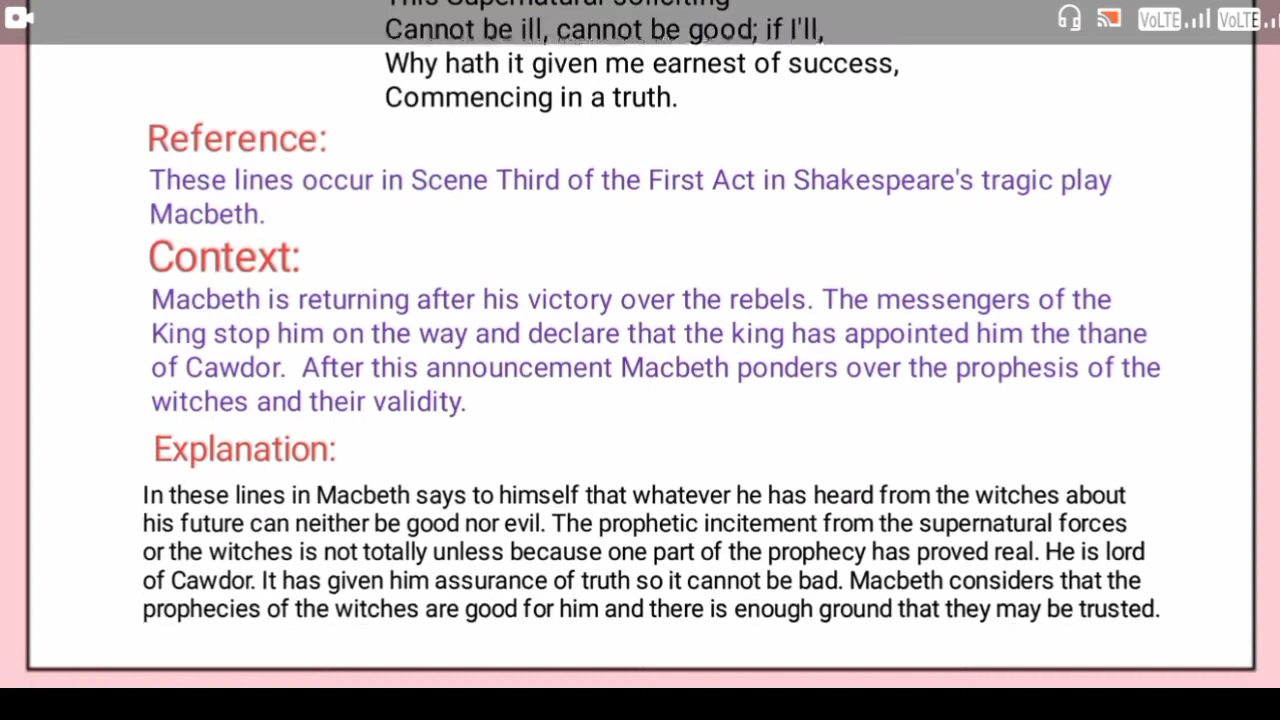 This Supernatural soliciting
Cannot be ill, cannot be good; if I'll,
Why hath it given me earnest of success,
Commencing in a truth.
Reference:
These lines occur in Scene Third of the First Act in Shakespeare's tragic play
Macbeth.
Context:
Macbeth is returning after his victory over the rebels. The messengers of the
King stop him on the way and declare that the king has appointed him the thane
of Cawdor. After this announcement Macbeth ponders over the prophesis of the
witches and their validity.
Explanation:
In these lines in Macbeth says to himself that whatever he has heard from the witches about
his future can neither be good nor evil. The prophetic incitement from the supernatural forces
or the witches is not totally unless because one part of the prophecy has proved real. He is lord
of Cawdor. It has given him assurance of truth so it cannot be bad. Macbeth considers that the
prophecies of the witches are good for him and there is enough ground that they may be trusted.
VoLTE VoLTE